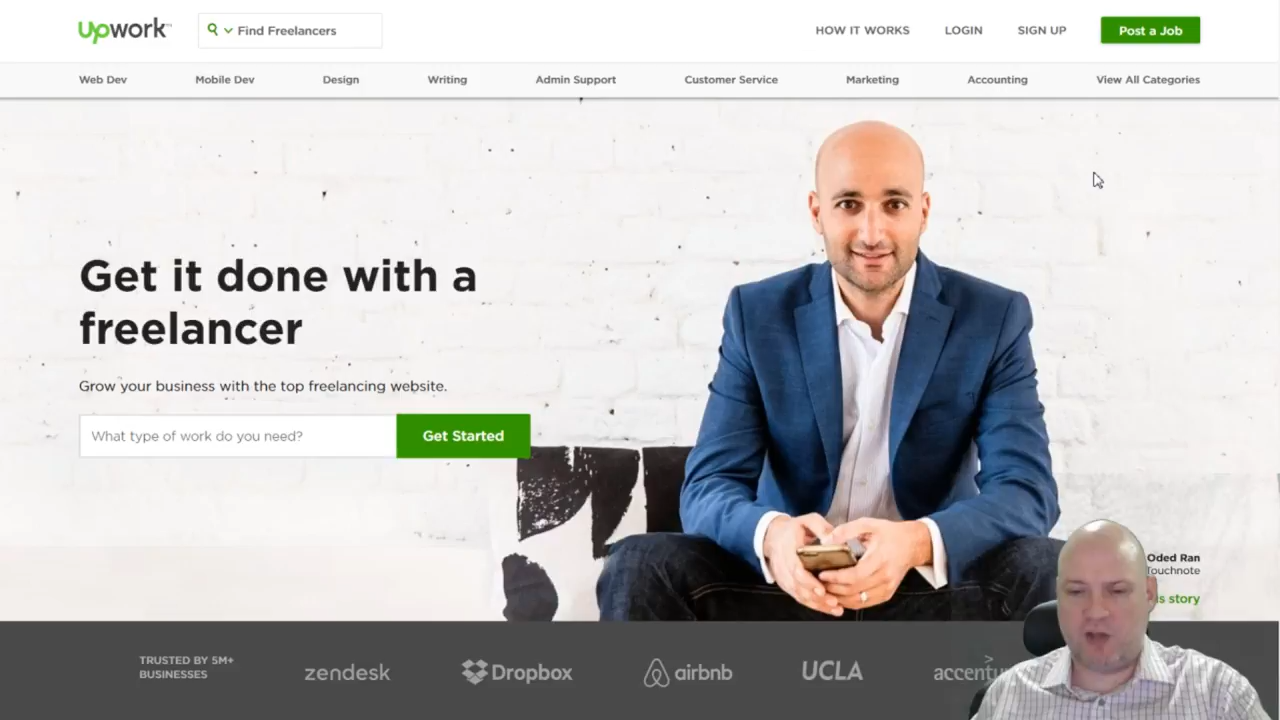 Upwork
Find Freelancers
HOW IT WORKS
LOGIN
SIGN UP
Post a Job
Web Dev
Mobile Dev
Design
Writing
Admin Support
Customer Service
Marketing
Accounting
View All Categories
Get it done with a
freelancer
Grow your business with the top freelancing website.
What type of work do you need?
Get Started
Oded Ran
Touchnote
story
TRUSTED BY 5M+
BUSINESSES
zendesk
Dropbox
airbnb
UCLA